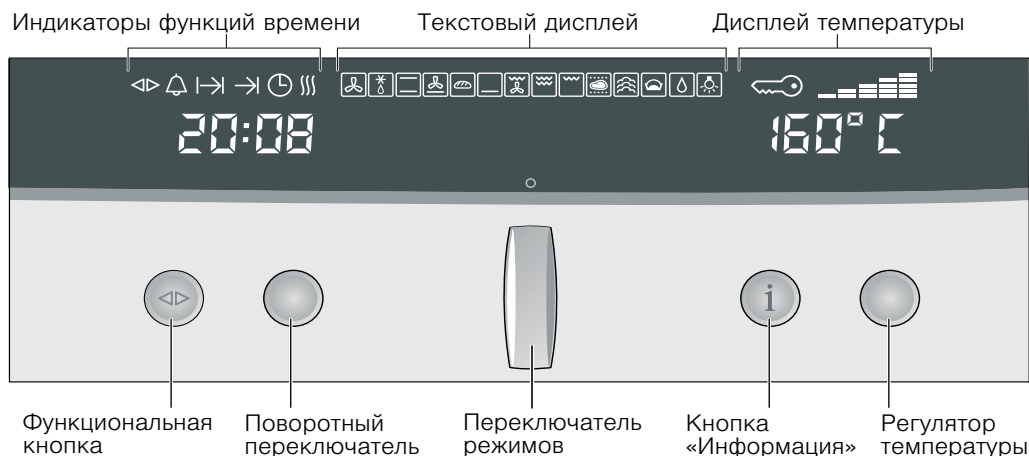 Индикаторы функций времени
Текстовый дисплей
Дисплей температуры
20:08
160° C
i
Функциональная
кнопка
Поворотный
переключатель
Переключатель
режимов
Кнопка
«Информация»
Регулятор
температуры